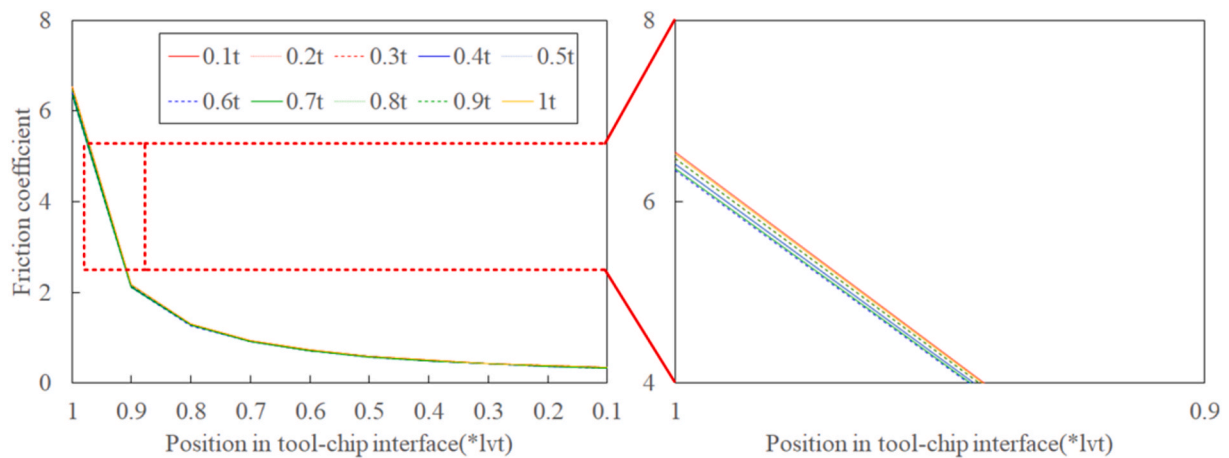 8
6
4
2
0
Friction coefficient
0.1t 0.2t 0.3t 0.4t 0.5t
0.6t 0.7t 0.8t 0.9t 1t
1 0.9 0.8 0.7 0.6 0.5 0.4 0.3 0.2 0.1
Position in tool-chip interface(*lvt)
8
6
4
1 0.9
Position in tool-chip interface(*lvt)